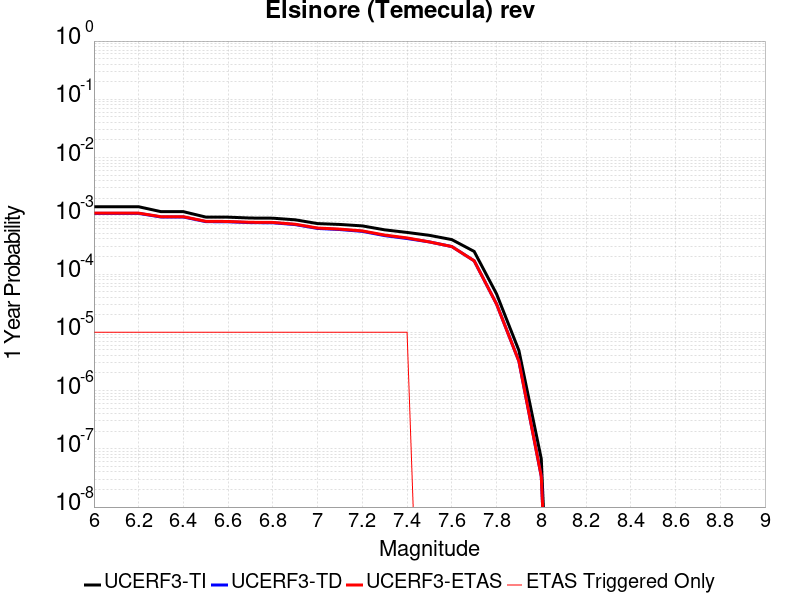 Elsinore (Temecula) rev
10^0
10^-1
10^-2
10^-3
10^-4
10^-5
10^-6
10^-7
10^-8
1 Year Probability
6 6.2 6.4 6.6 6.8 7 7.2 7.4 7.6 7.8 8 8.2 8.4 8.6 8.8 9
Magnitude
UCERF3-TI UCERF3-TD UCERF3-ETAS ETAS Triggered Only